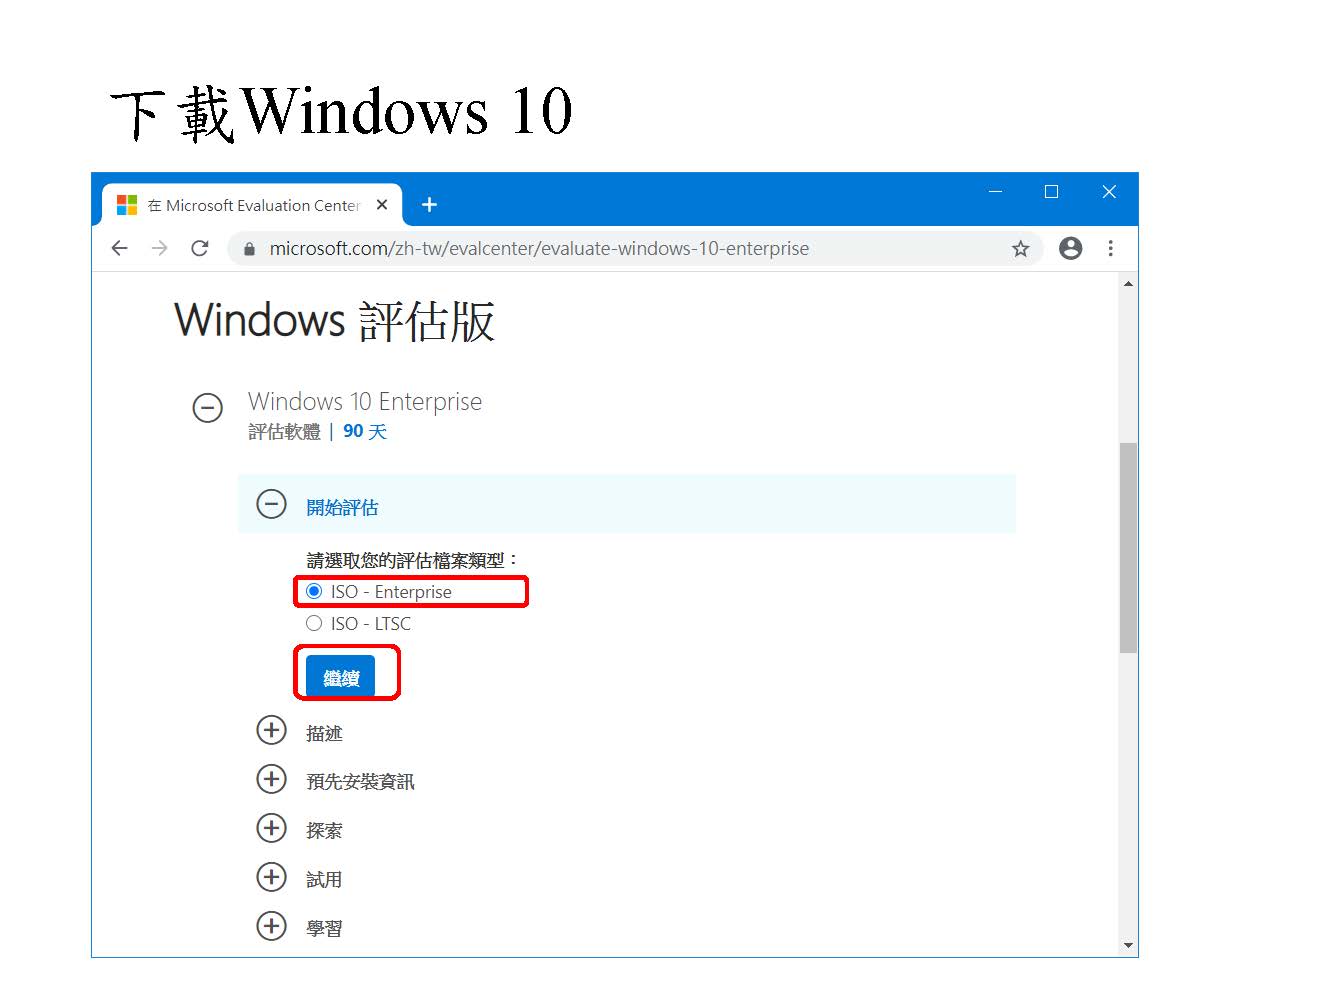 下載Windows 10
在 Microsoft Evaluation Center
microsoft.com/zh-tw/evalcenter/evaluate-windows-10-enterprise
Windows 評估版
Windows 10 Enterprise
評估軟體 | 90 天
開始評估
請選取您的評估檔案類型：
ISO - Enterprise
ISO - LTSC
繼續
描述
預先安裝資訊
探索
試用
學習